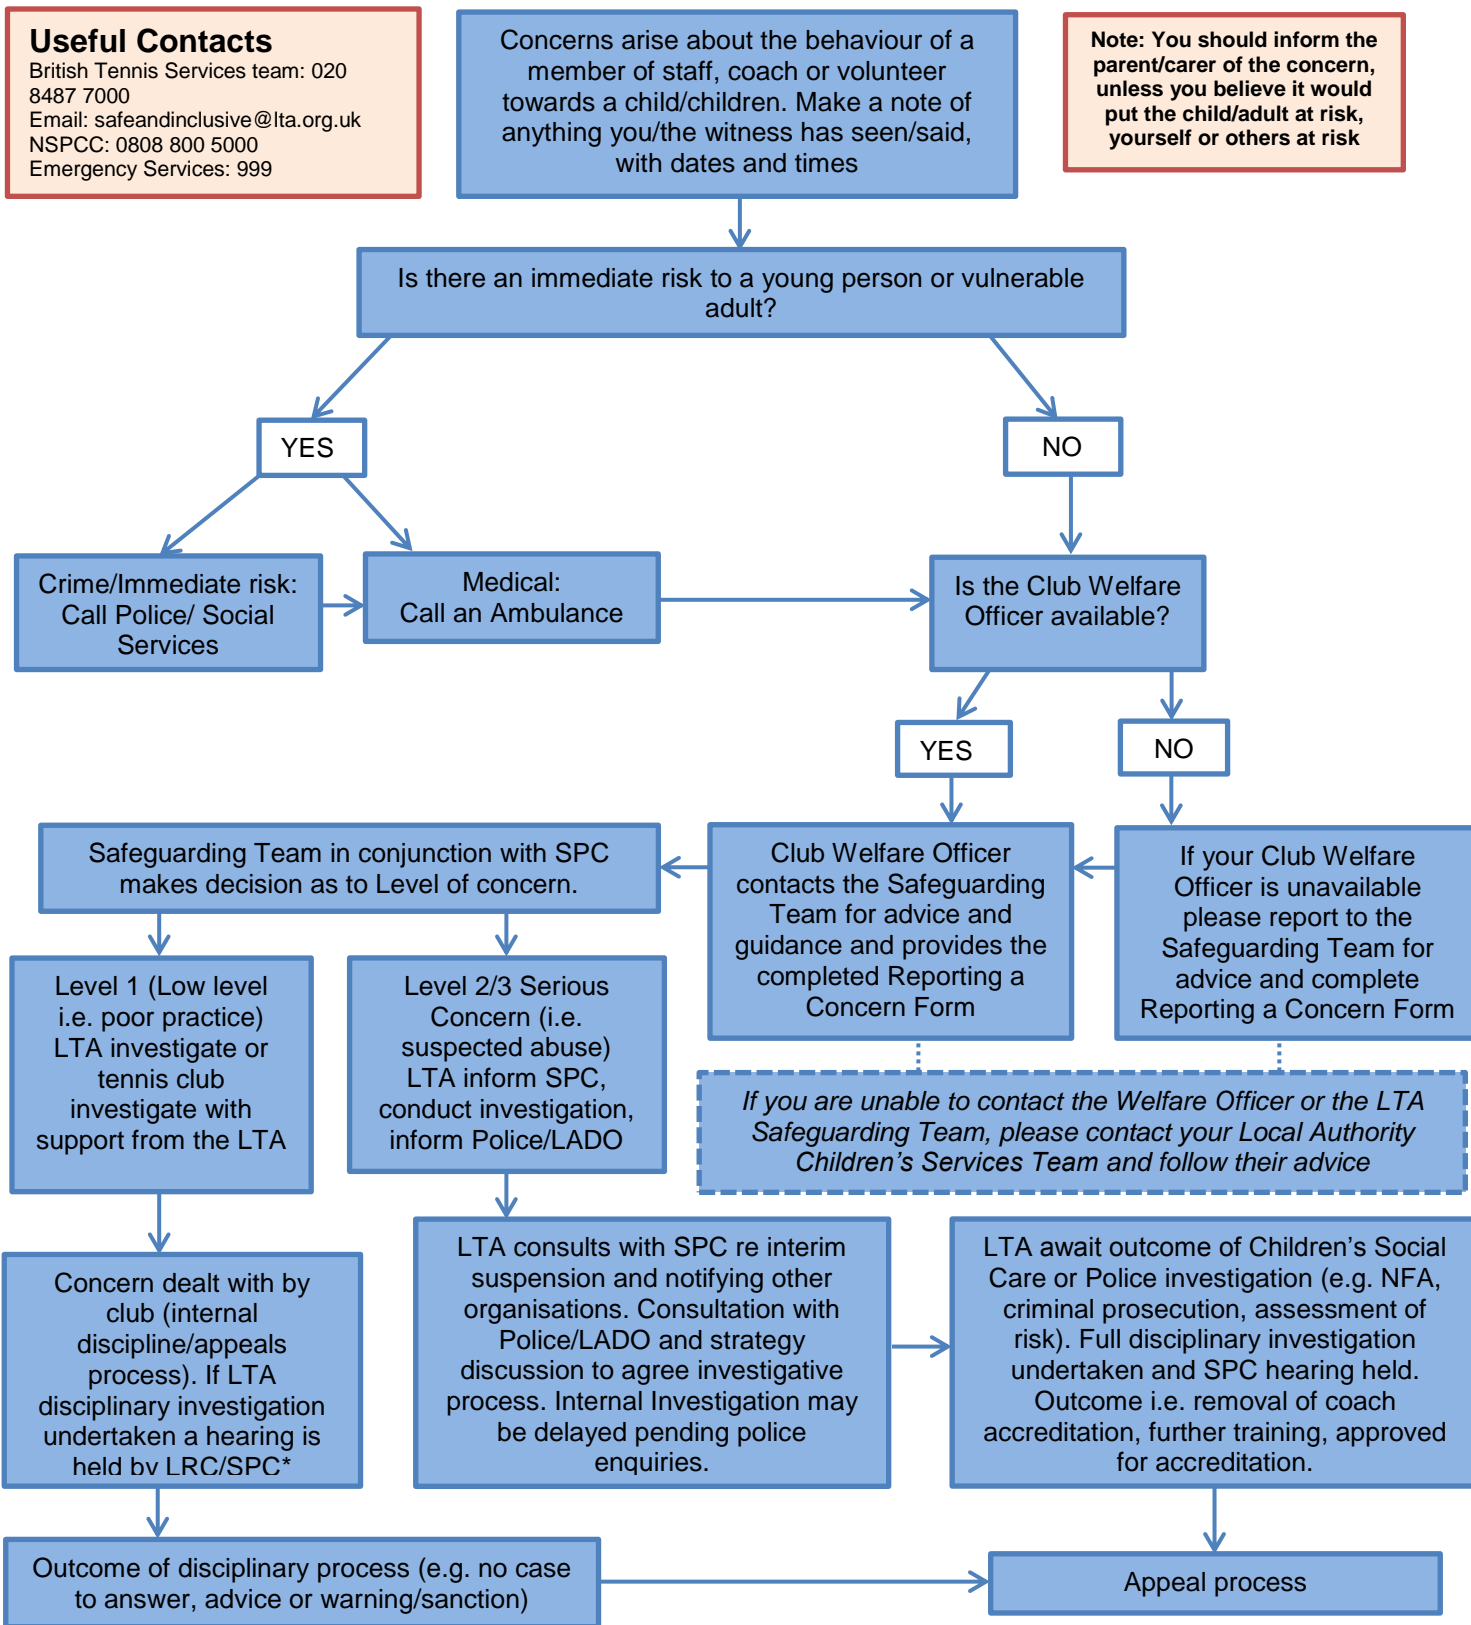 Useful Contacts
British Tennis Services team: 020
8487 7000
Email: safeandinclusive@lta.org.uk
NSPCC: 0808 800 5000
Emergency Services: 999
Concerns arise about the behaviour of a
member of staff, coach or volunteer
towards a child/children. Make a note of
anything you/the witness has seen/said,
with dates and times
Note: You should inform the
parent/carer of the concern,
unless you believe it would
put the child/adult at risk,
yourself or others at risk
Is there an immediate risk to a young person or vulnerable
adult?
YES
NO
Crime/Immediate risk:
Call Police/ Social
Services
Medical:
Call an Ambulance
Is the Club Welfare
Officer available?
YES
NO
Safeguarding Team in conjunction with SPC
makes decision as to Level of concern.
Club Welfare Officer
contacts the Safeguarding
Team for advice and
guidance and provides the
completed Reporting a
Concern Form
If your Club Welfare
Officer is unavailable
please report to the
Safeguarding Team for
advice and complete
Reporting a Concern Form
Level 1 (Low level
i.e. poor practice)
LTA investigate or
tennis club
investigate with
support from the LTA
Level 2/3 Serious
Concern (i.e.
suspected abuse)
LTA inform SPC,
conduct investigation,
inform Police/LADO
If you are unable to contact the Welfare Officer or the LTA
Safeguarding Team, please contact your Local Authority
Children’s Services Team and follow their advice
Concern dealt with by
club (internal
discipline/appeals
process). If LTA
disciplinary investigation
undertaken a hearing is
held by LRC/SPC*
LTA consults with SPC re interim
suspension and notifying other
organisations. Consultation with
Police/LADO and strategy
discussion to agree investigative
process. Internal Investigation may
be delayed pending police
enquiries.
LTA await outcome of Children’s Social
Care or Police investigation (e.g. NFA,
criminal prosecution, assessment of
risk). Full disciplinary investigation
undertaken and SPC hearing held.
Outcome i.e. removal of coach
accreditation, further training, approved
for accreditation.
Outcome of disciplinary process (e.g. no case
to answer, advice or warning/sanction)
Appeal process